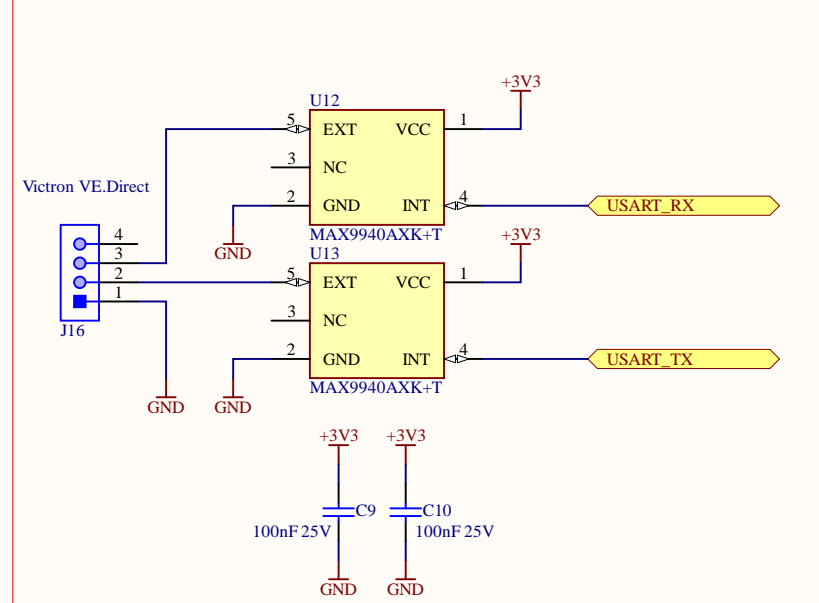 +3V3
U12
5
EXT
VCC
1
3
NC
Victron VE.Direct
2
GND
INT
4
USART_RX
GND
MAX9940AXK+T
+3V3
4
3
2
1
J16
U13
5
EXT
VCC
1
3
NC
2
GND
INT
4
USART_TX
GND
GND
MAX9940AXK+T
+3V3
+3V3
C9
C10
100nF 25V
100nF 25V
GND
GND